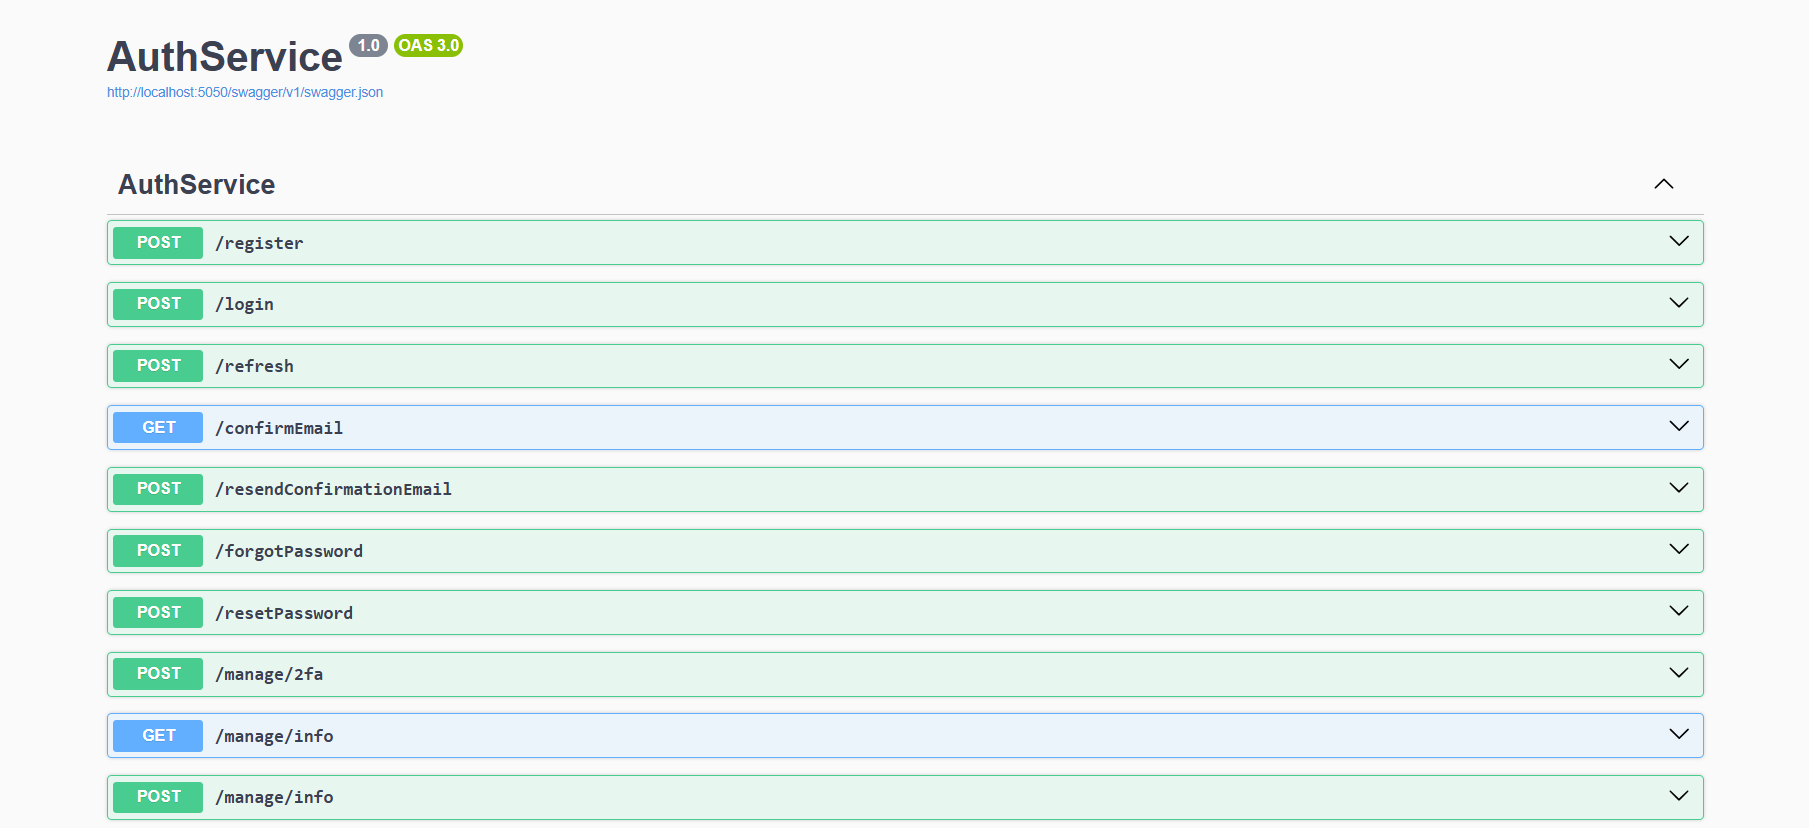 AuthService 1.0 OAS 3.0
http://localhost:5050/swagger/v1/swagger.json
AuthService
POST /register
POST /login
POST /refresh
GET /confirmEmail
POST /resendConfirmationEmail
POST /forgotPassword
POST /resetPassword
POST /manage/2fa
GET /manage/info
POST /manage/info